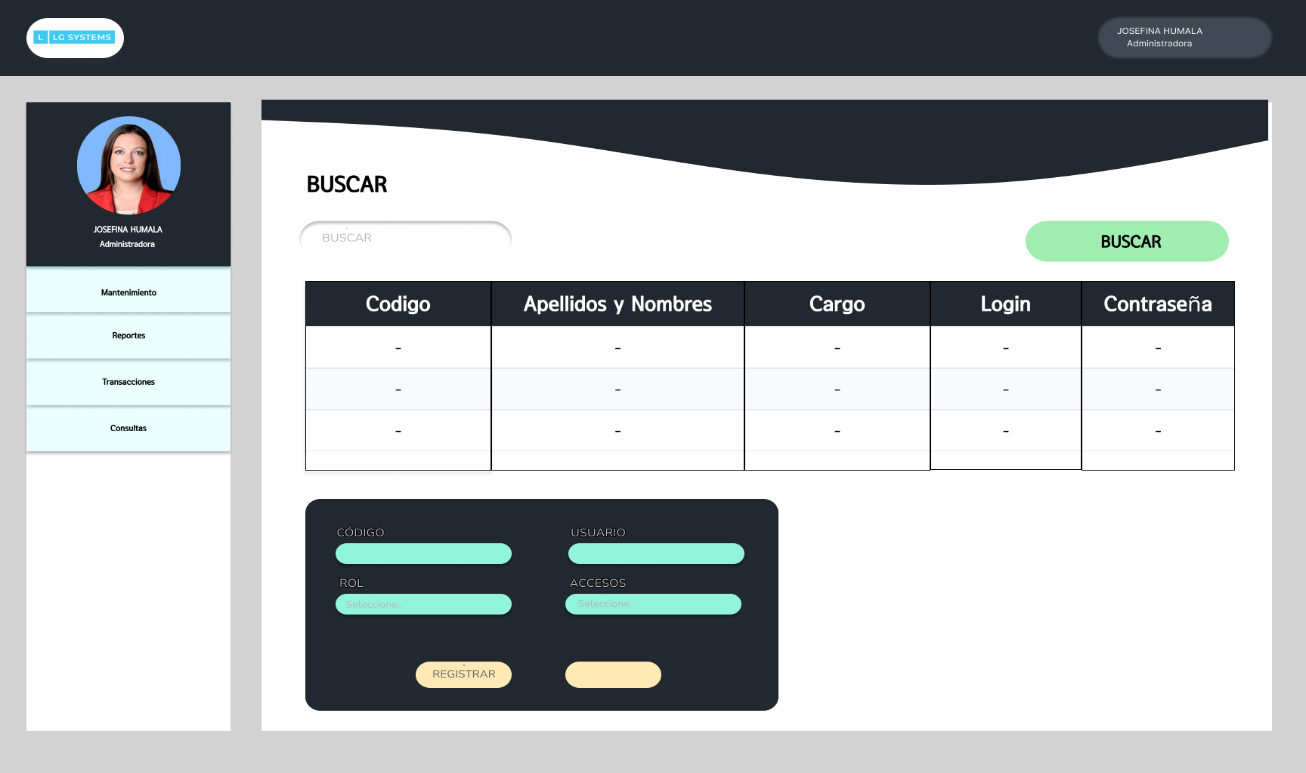 L LG SYSTEMS
JOSEFINA HUMALA
Administradora
JOSEFINA HUMALA
Administradora
Mantenimiento
Reportes
Transacciones
Consultas
BUSCAR
BUSCAR
BUSCAR
Codigo Apellidos y Nombres Cargo Login Contraseña
- - - - -
- - - - -
- - - - -
CÓDIGO USUARIO
ROL ACCESOS
Seleccione.. Seleccione..
REGISTRAR